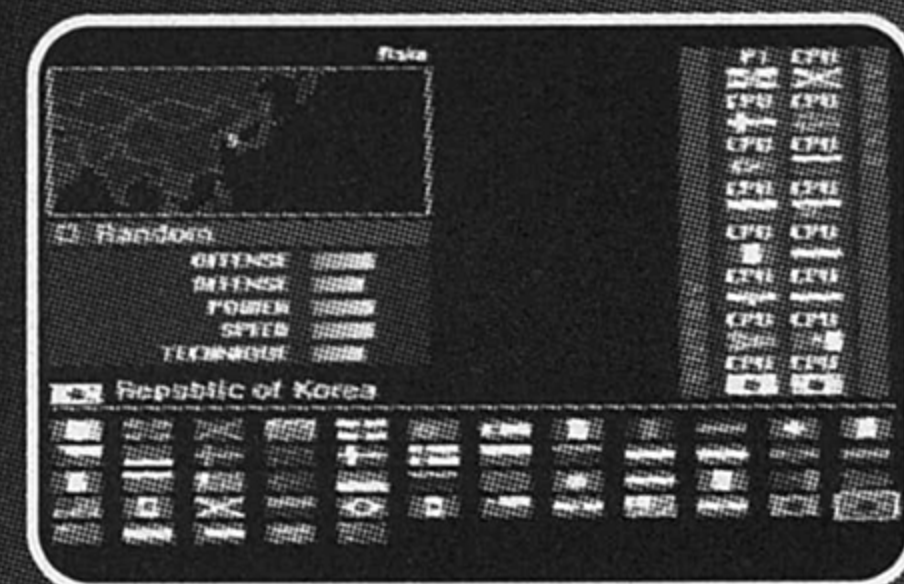 Asia
P1 CPU
CPU CPU
CPU CPU
CPU CPU
Random
CPU CPU
OFFENSE
DEFENSE
CPU CPU
POWER
SPEED
CPU CPU
TECHNIQUE
CPU CPU
Republic of Korea